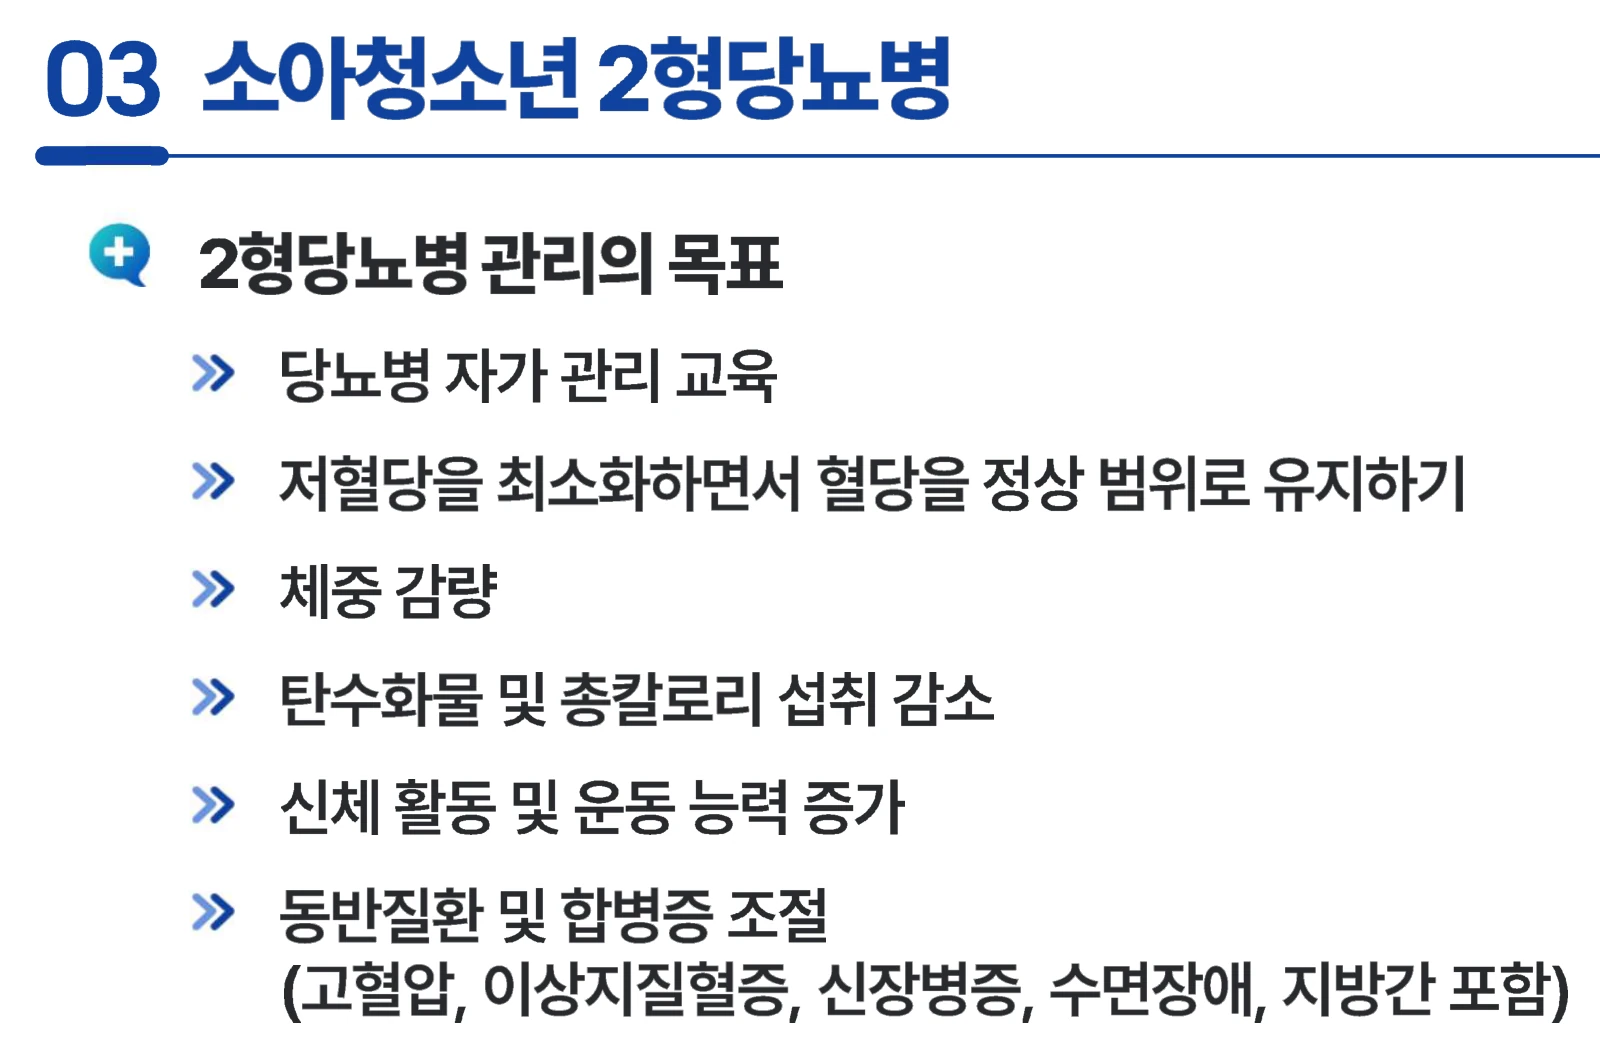 03 소아청소년 2형당뇨병
2형당뇨병 관리의 목표
당뇨병 자가 관리 교육
저혈당을 최소화하면서 혈당을 정상 범위로 유지하기
체중 감량
탄수화물 및 총칼로리 섭취 감소
신체 활동 및 운동 능력 증가
동반질환 및 합병증 조절
(고혈압, 이상지질혈증, 신장병증, 수면장애, 지방간 포함)